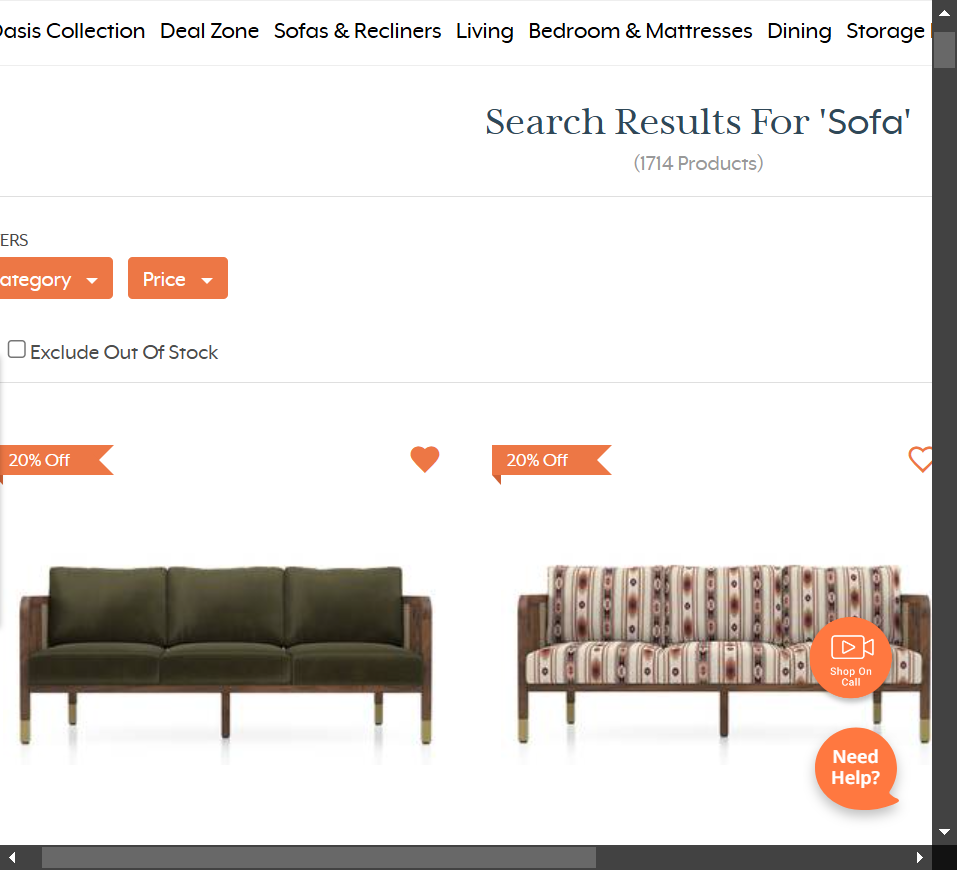 Oasis Collection Deal Zone Sofas & Recliners Living Bedroom & Mattresses Dining Storage
Search Results For 'Sofa'
(1714 Products)
ERS
ategory Price
Exclude Out Of Stock
20% Off 20% Off
Shop On
Call
Need
Help?